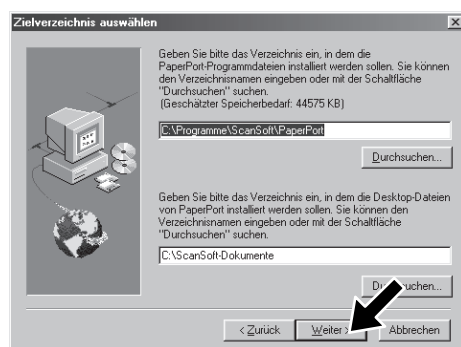 Zielverzeichnis auswählen
Geben Sie bitte das Verzeichnis ein, in dem die
PaperPort-Programmdateien installiert werden sollen. Sie können
den Verzeichnisnamen eingeben oder mit der Schaltfläche
"Durchsuchen" suchen.
(Geschätzter Speicherbedarf: 44575 KB)
C:\Programme\ScanSoft\PaperPort
Durchsuchen...
Geben Sie bitte das Verzeichnis ein, in dem die Desktop-Dateien
von PaperPort installiert werden sollen. Sie können den
Verzeichnisnamen eingeben oder mit der Schaltfläche
"Durchsuchen" suchen.
C:\ScanSoft-Dokumente
< Zurück
Weiter >
Abbrechen